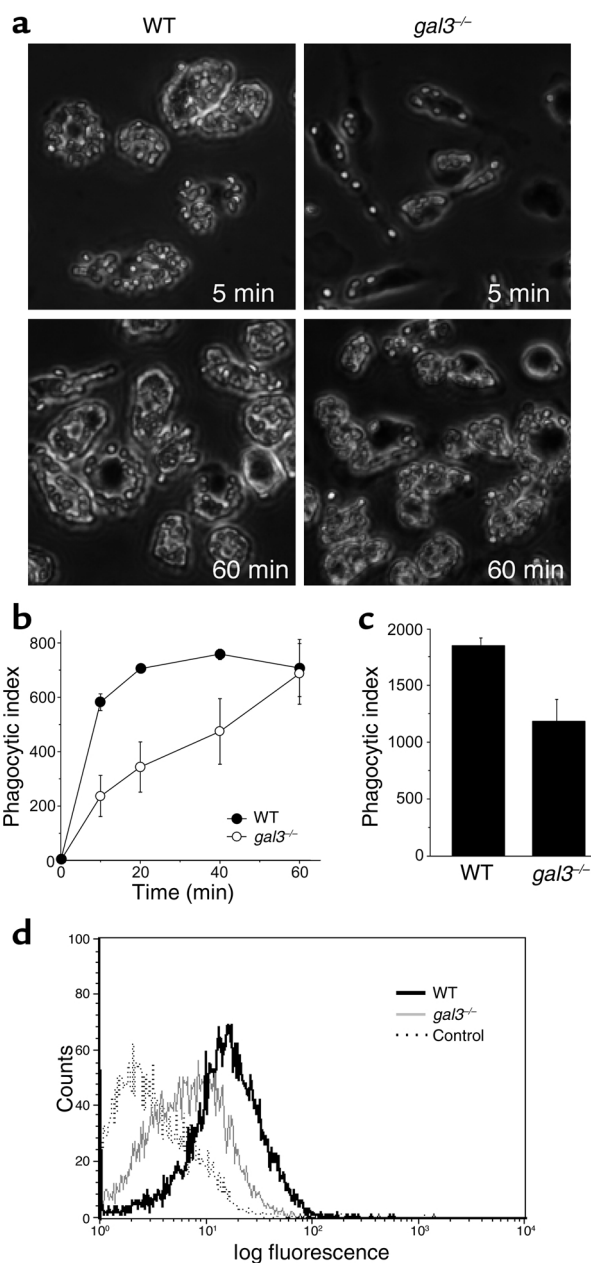 a
WT gal3–/–
5 min 5 min
60 min 60 min
b
Phagocytic index
800
600
400
200
0
0 20 40 60
Time (min)
WT
gal3–/–
c
Phagocytic index
2000
1500
1000
500
0
WT gal3–/–
d
Counts
100
80
60
40
20
0
10⁰ 10¹ 10² 10³ 10⁴
log fluorescence
WT
gal3–/–
Control